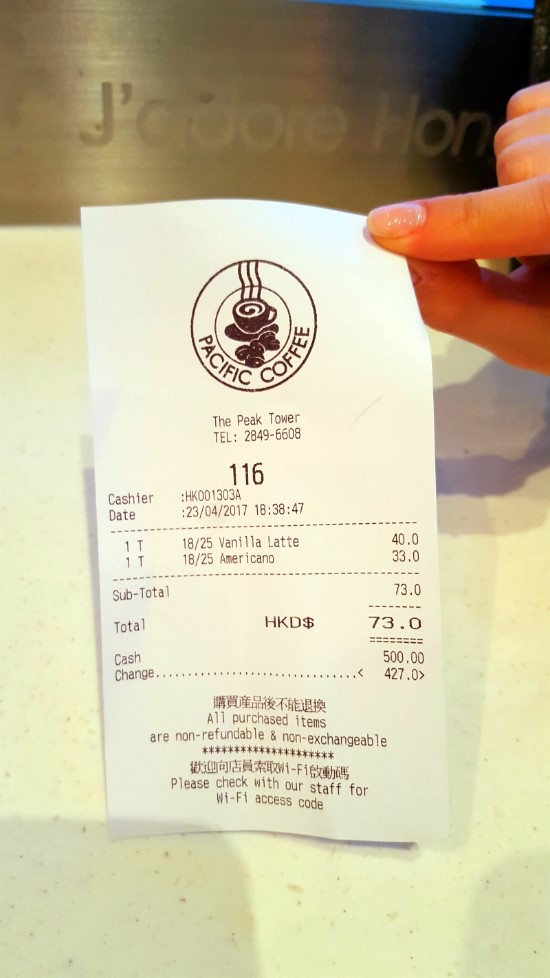 J'adore Hong
PACIFIC COFFEE
The Peak Tower
TEL: 2849-6608
116
Cashier :HK001303A
Date :23/04/2017 18:38:47
1 T 18/25 Vanilla Latte 40.0
1 T 18/25 Americano 33.0
Sub-Total 73.0
Total HKD$ 73.0
========
Cash 500.00
Change................................< 427.0>
購買產品後不能退換
All purchased items
are non-refundable & non-exchangeable
*********************
歡迎向店員索取Wi-Fi啟動碼
Please check with our staff for
Wi-Fi access code